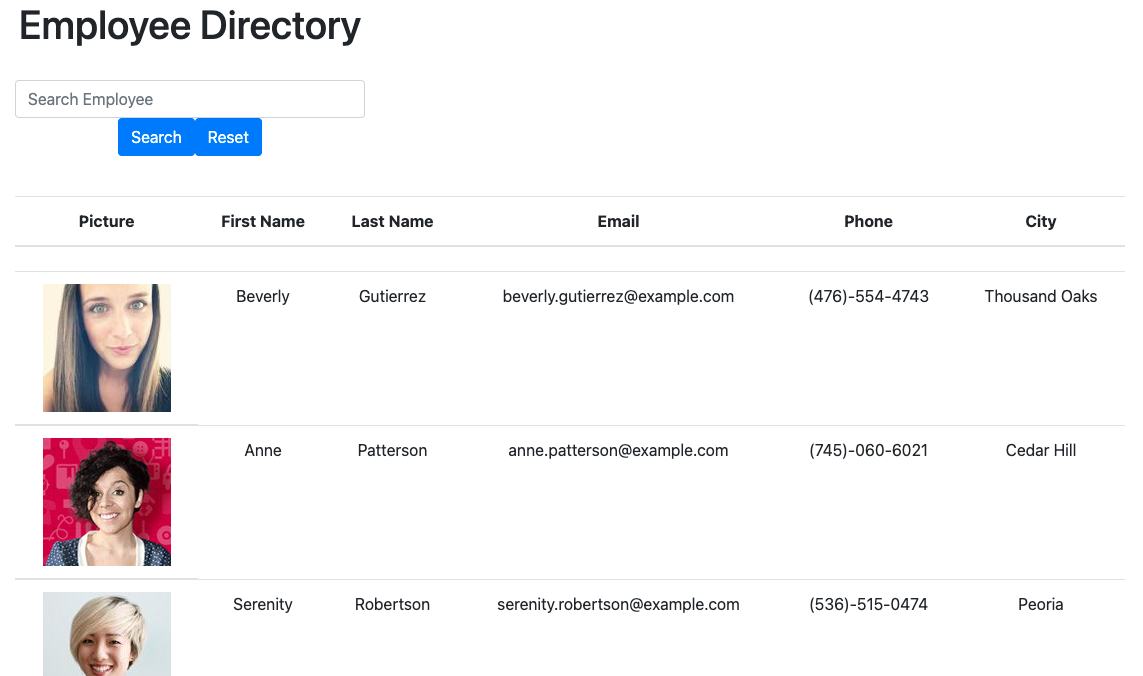 Employee Directory
Search Employee
Search Reset
Picture First Name Last Name Email Phone City
Beverly Gutierrez beverly.gutierrez@example.com (476)-554-4743 Thousand Oaks
Anne Patterson anne.patterson@example.com (745)-060-6021 Cedar Hill
Serenity Robertson serenity.robertson@example.com (536)-515-0474 Peoria